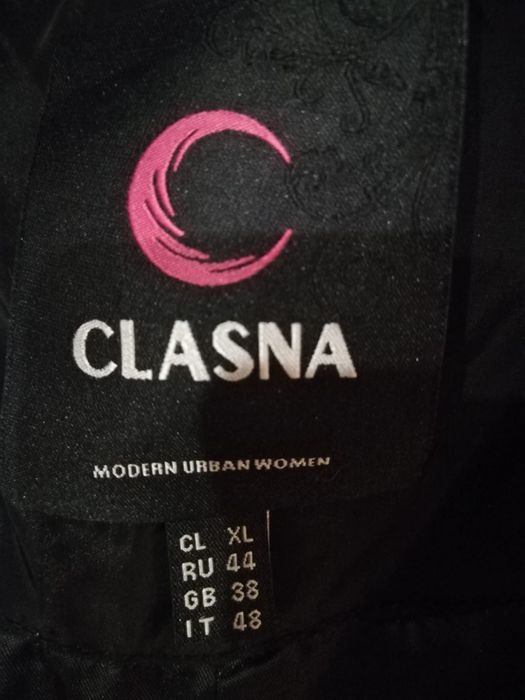 CLASNA
MODERN URBAN WOMEN
CL XL
RU 44
GB 38
IT 48